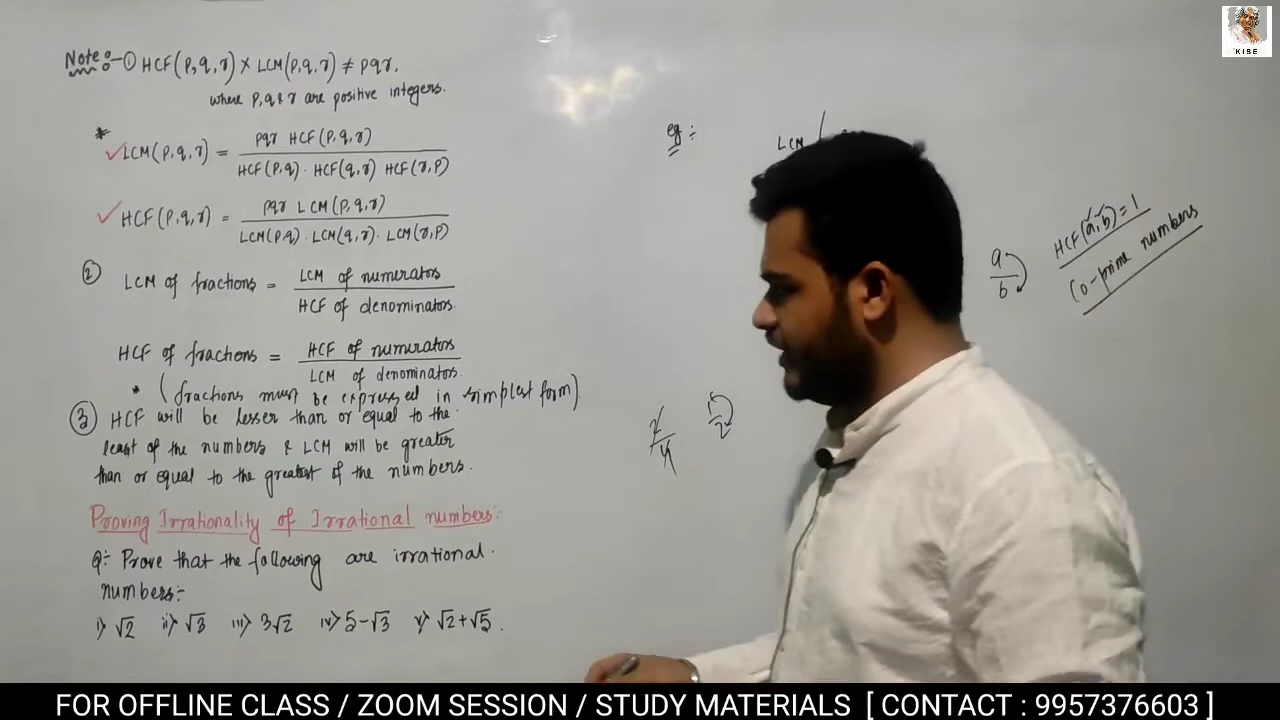 Note:- ① HCF(p,q,r) × LCM(p,q,r) ≠ pqr.
where p,q & r are positive integers.
* ✓ LCM(p,q,r) = pqr HCF(p,q,r) / HCF(p,q) · HCF(q,r) HCF(r,p)
✓ HCF(p,q,r) = pqr LCM(p,q,r) / LCM(p,q) · LCM(q,r) · LCM(r,p)
② LCM of fractions = LCM of numerators / HCF of denominators.
HCF of fractions = HCF of numerators / LCM of denominators.
* (fractions must be expressed in simplest form).
③ HCF will be lesser than or equal to the
least of the numbers & LCM will be greater
than or equal to the greatest of the numbers.
Proving Irrationality of Irrational numbers:-
Q:- Prove that the following are irrational
numbers:-
i) √2 ii) √3 iii) 3√2 iv) 5-√3 v) √2+√5.
eg:-
LCM
2/4
1/2
a/b
HCF(a,b)=1
Co-prime numbers
KISE
FOR OFFLINE CLASS / ZOOM SESSION / STUDY MATERIALS [ CONTACT : 9957376603 ]